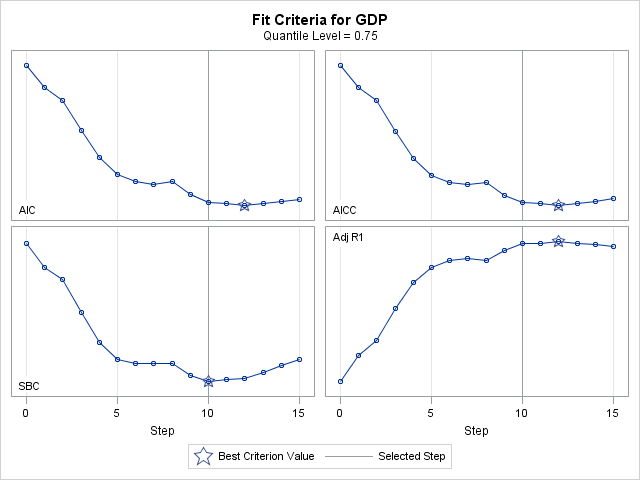 Fit Criteria for GDP
Quantile Level = 0.75
AIC
AICC
SBC
Adj R1
0 5 10 15
0 5 10 15
Step
Step
Best Criterion Value
Selected Step